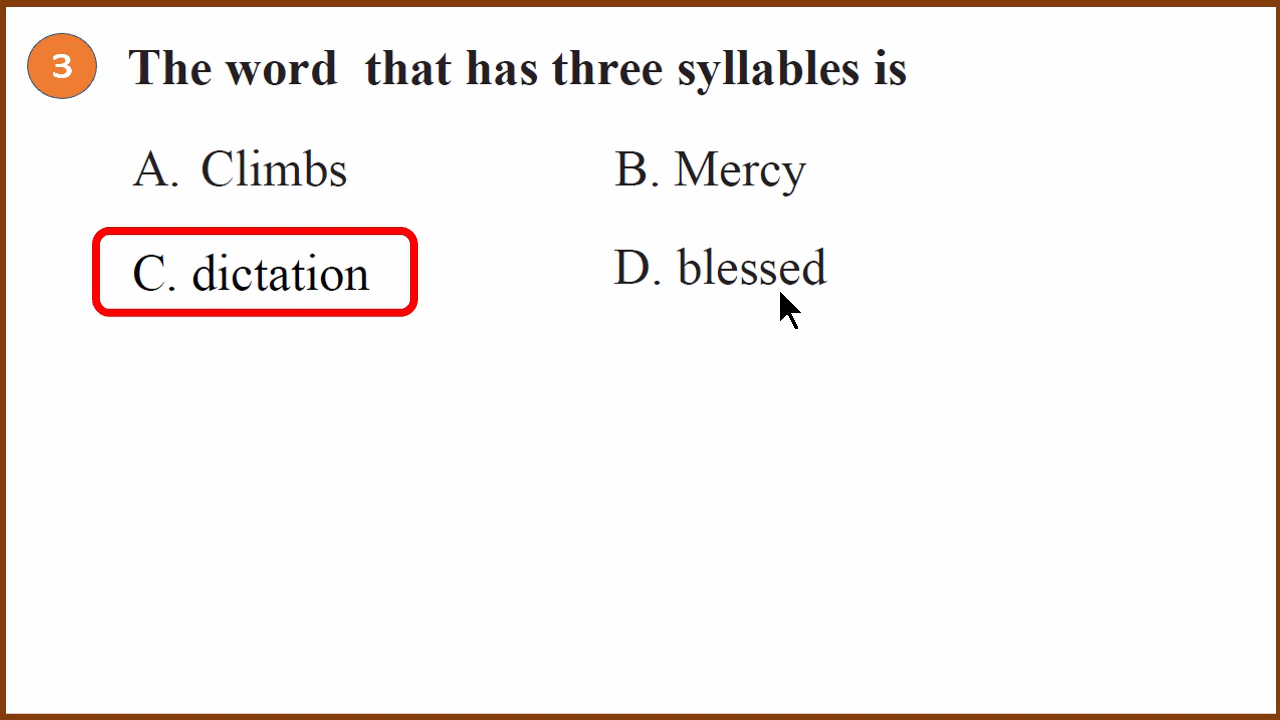 3 The word that has three syllables is
A. Climbs B. Mercy
C. dictation D. blessed